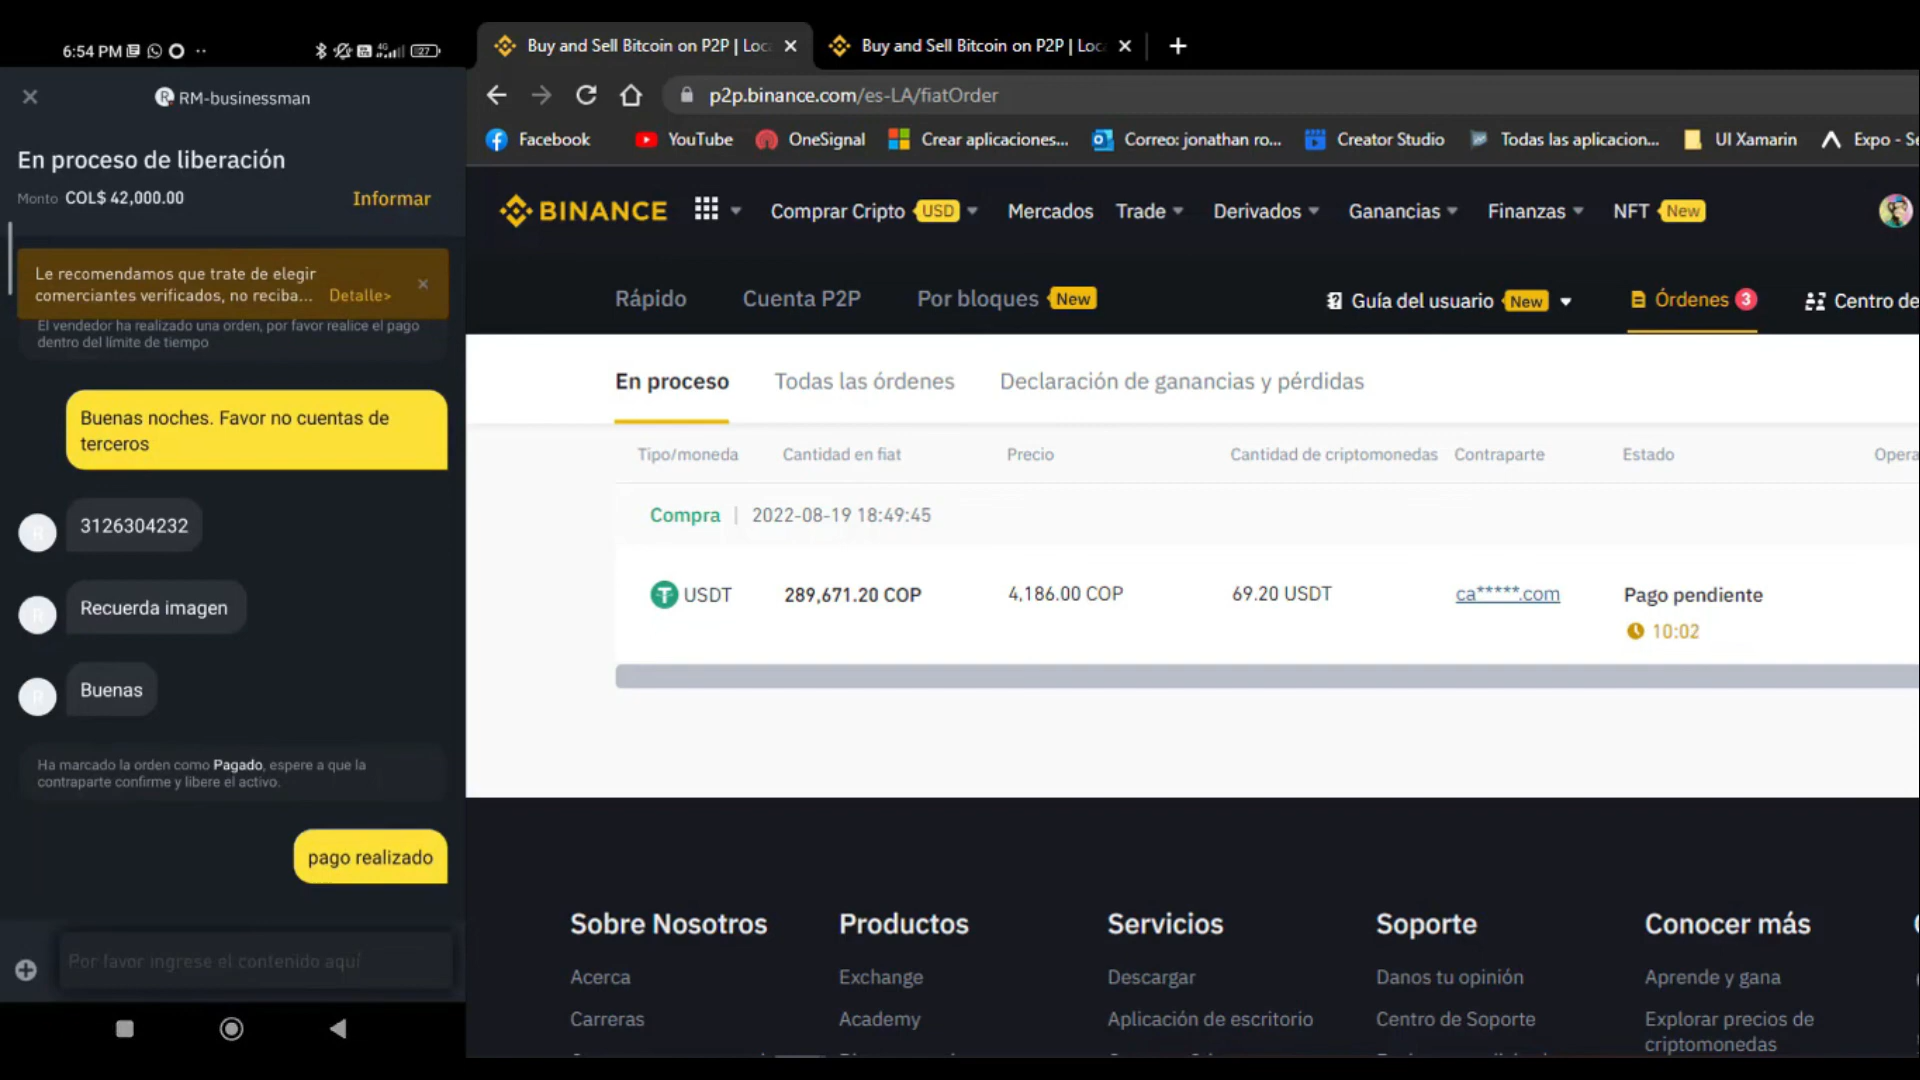 6:54 PM
4G
27
RM-businessman
En proceso de liberación
Monto COL$ 42,000.00
Informar
Le recomendamos que trate de elegir
comerciantes verificados, no reciba... Detalle>
El vendedor ha realizado una orden, por favor realice el pago
dentro del límite de tiempo
Buenas noches. Favor no cuentas de
terceros
3126304232
Recuerda imagen
Buenas
Ha marcado la orden como Pagado, espere a que la
contraparte confirme y libere el activo.
pago realizado
Por favor ingrese el contenido aquí
Buy and Sell Bitcoin on P2P | Loc
Buy and Sell Bitcoin on P2P | Loc
p2p.binance.com/es-LA/fiatOrder
Facebook YouTube OneSignal Crear aplicaciones... Correo: jonathan ro... Creator Studio Todas las aplicacion... UI Xamarin Expo - Se
BINANCE Comprar Cripto USD Mercados Trade Derivados Ganancias Finanzas NFT New
Rápido Cuenta P2P Por bloques New Guía del usuario New Órdenes 3 Centro de
En proceso Todas las órdenes Declaración de ganancias y pérdidas
Tipo/moneda Cantidad en fiat Precio Cantidad de criptomonedas Contraparte Estado Opera
Compra | 2022-08-19 18:49:45
USDT 289,671.20 COP 4,186.00 COP 69.20 USDT ca*****.com Pago pendiente
10:02
Sobre Nosotros Productos Servicios Soporte Conocer más
Acerca Exchange Descargar Danos tu opinión Aprende y gana
Carreras Academy Aplicación de escritorio Centro de Soporte Explorar precios de
criptomonedas